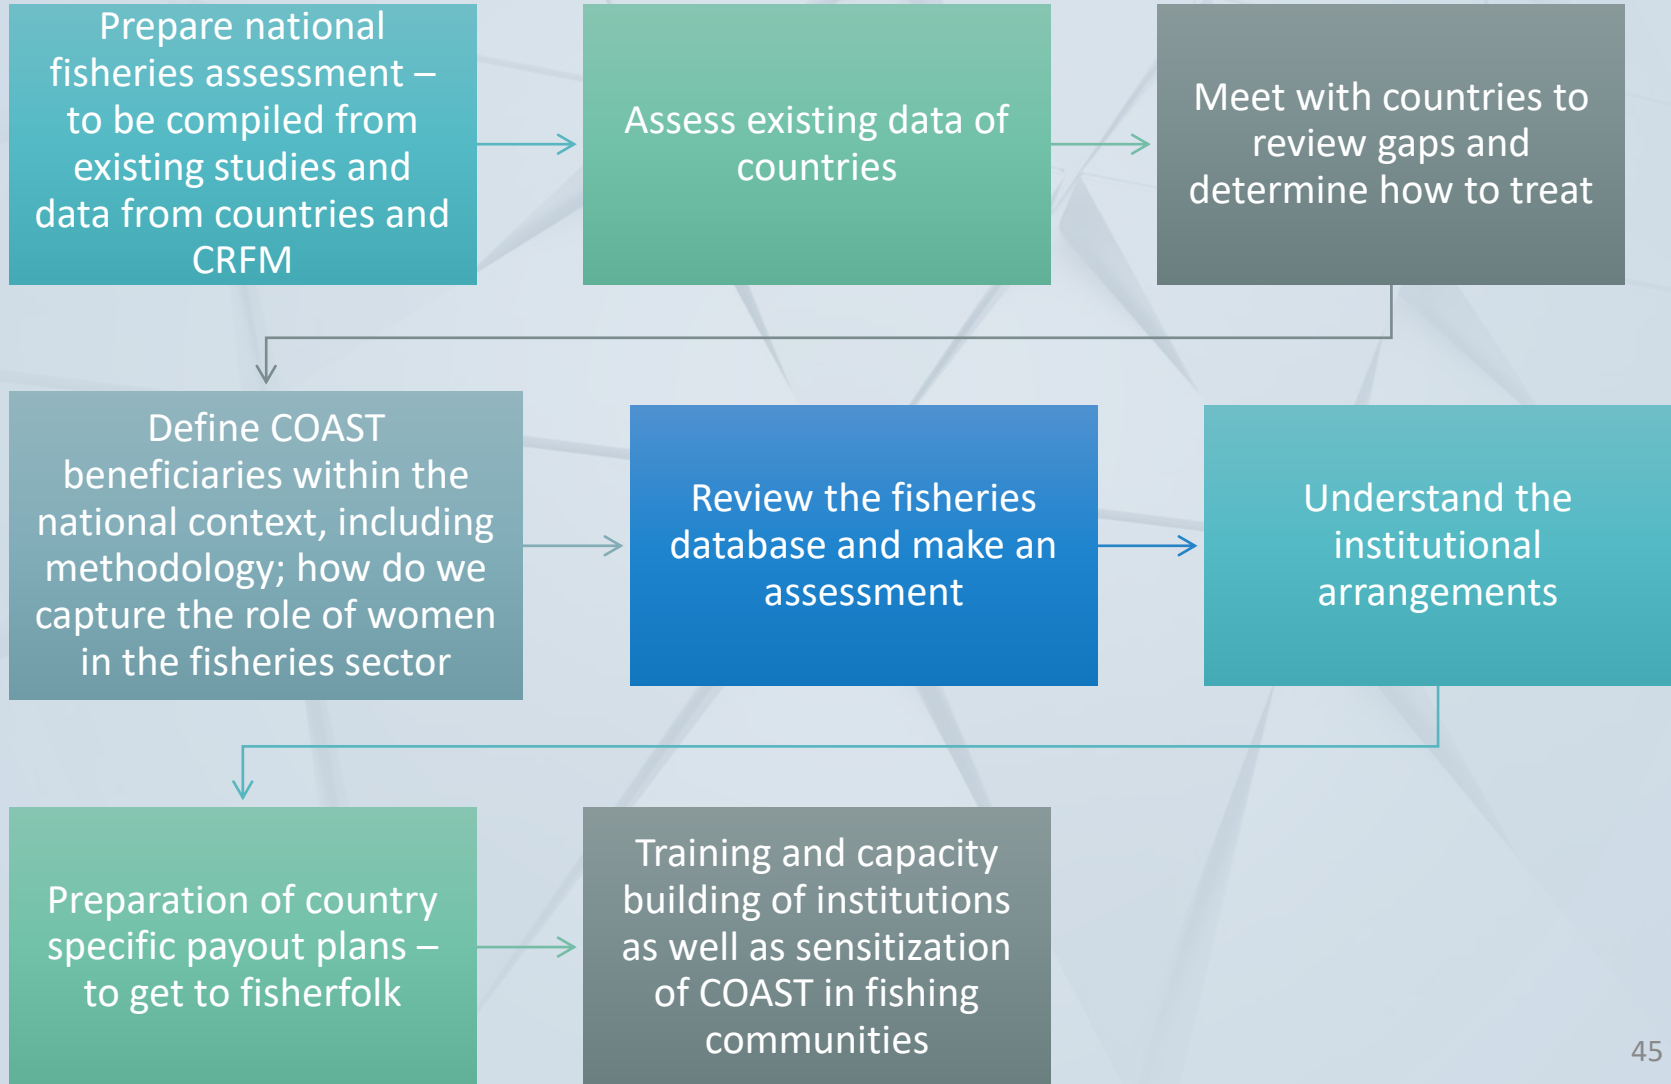 Prepare national
fisheries assessment –
to be compiled from
existing studies and
data from countries and
CRFM
Assess existing data of
countries
Meet with countries to
review gaps and
determine how to treat
Define COAST
beneficiaries within the
national context, including
methodology; how do we
capture the role of women
in the fisheries sector
Review the fisheries
database and make an
assessment
Understand the
institutional
arrangements
Preparation of country
specific payout plans –
to get to fisherfolk
Training and capacity
building of institutions
as well as sensitization
of COAST in fishing
communities
45